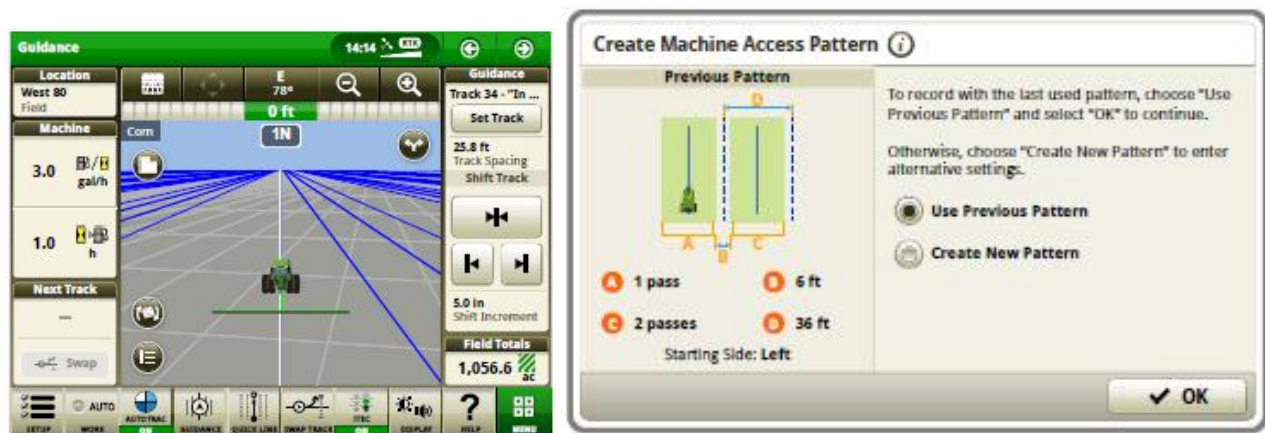 Guidance
14:14
RTK
Location
West 80
Field
Machine
3.0
gal/h
1.0
h
Next Track
---
Swap
E
78°
0 ft
1N
Corn
Guidance
Track 34 - "In ...
Set Track
25.8 ft
Track Spacing
Shift Track
5.0 in
Shift Increment
Field Totals
1,056.6
ac
SETUP
AUTO
WORK
AUTOTRAC
ON
GUIDANCE
QUICK LINE
SWAP TRACK
ITEC
ON
DISPLAY
?
HELP
MENU
Create Machine Access Pattern
Previous Pattern
D
A
B
C
A 1 pass
B 6 ft
C 2 passes
D 36 ft
Starting Side: Left
To record with the last used pattern, choose "Use
Previous Pattern" and select "OK" to continue.
Otherwise, choose "Create New Pattern" to enter
alternative settings.
Use Previous Pattern
Create New Pattern
OK